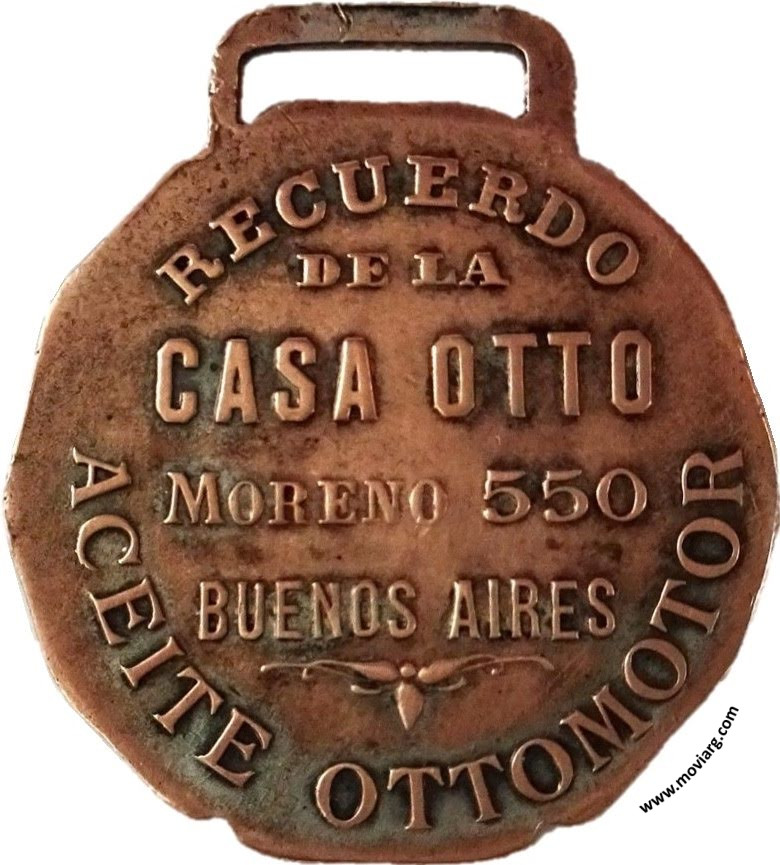 RECUERDO
DE LA
CASA OTTO
MORENO 550
BUENOS AIRES
ACEITE OTTOMOTOR
www.moviarg.com